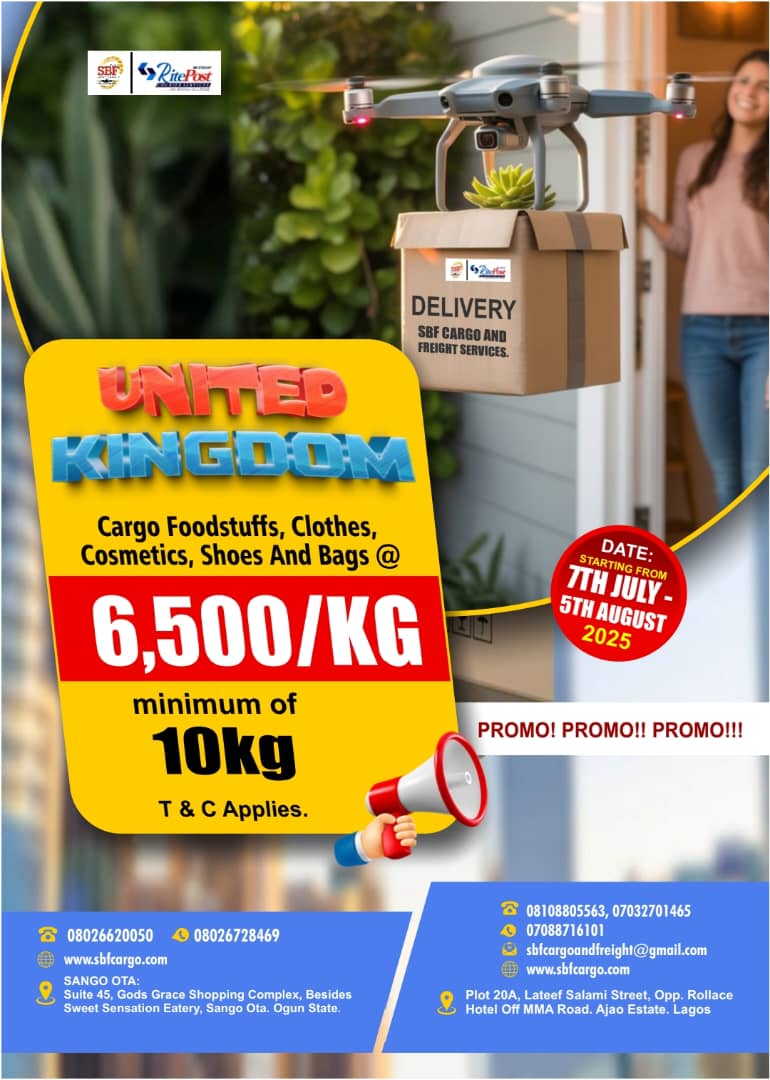 SBF
RitePost
DELIVERY
SBF CARGO AND
FREIGHT SERVICES.
UNITED
KINGDOM
Cargo Foodstuffs, Clothes,
Cosmetics, Shoes And Bags @
6,500/KG
minimum of
10kg
T & C Applies.
DATE:
STARTING FROM
7TH JULY -
5TH AUGUST
2025
PROMO! PROMO!! PROMO!!!
08026620050 08026728469
www.sbfcargo.com
SANGO OTA:
Suite 45, Gods Grace Shopping Complex, Besides
Sweet Sensation Eatery, Sango Ota. Ogun State.
08108805563, 07032701465
07088716101
sbfcargoandfreight@gmail.com
www.sbfcargo.com
Plot 20A, Lateef Salami Street, Opp. Rollace
Hotel Off MMA Road. Ajao Estate. Lagos